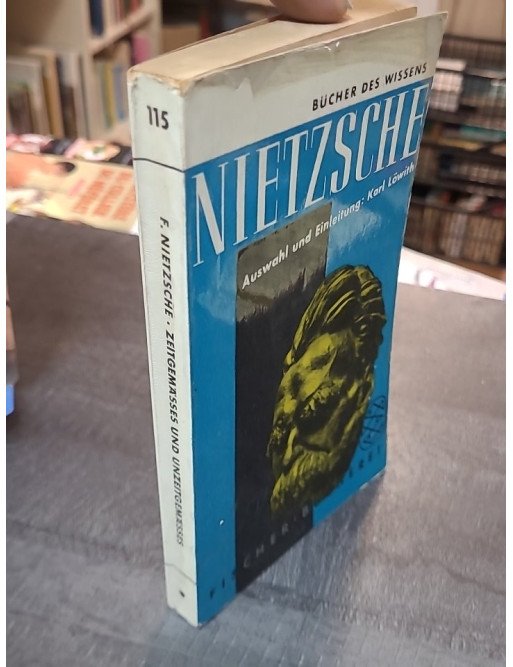 115
F. NIETZSCHE · ZEITGEMÄSSES UND UNZEITGEMÄSSES
BÜCHER DES WISSENS
NIETZSCHE
Auswahl und Einleitung: Karl Löwith